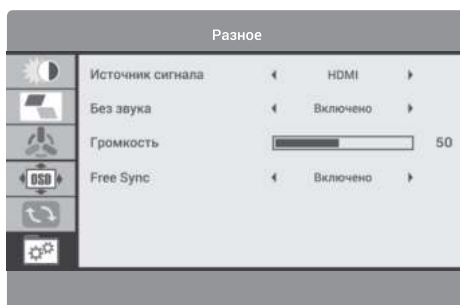 Разное
Источник сигнала HDMI
Без звука Включено
Громкость 50
OSD
Free Sync Включено